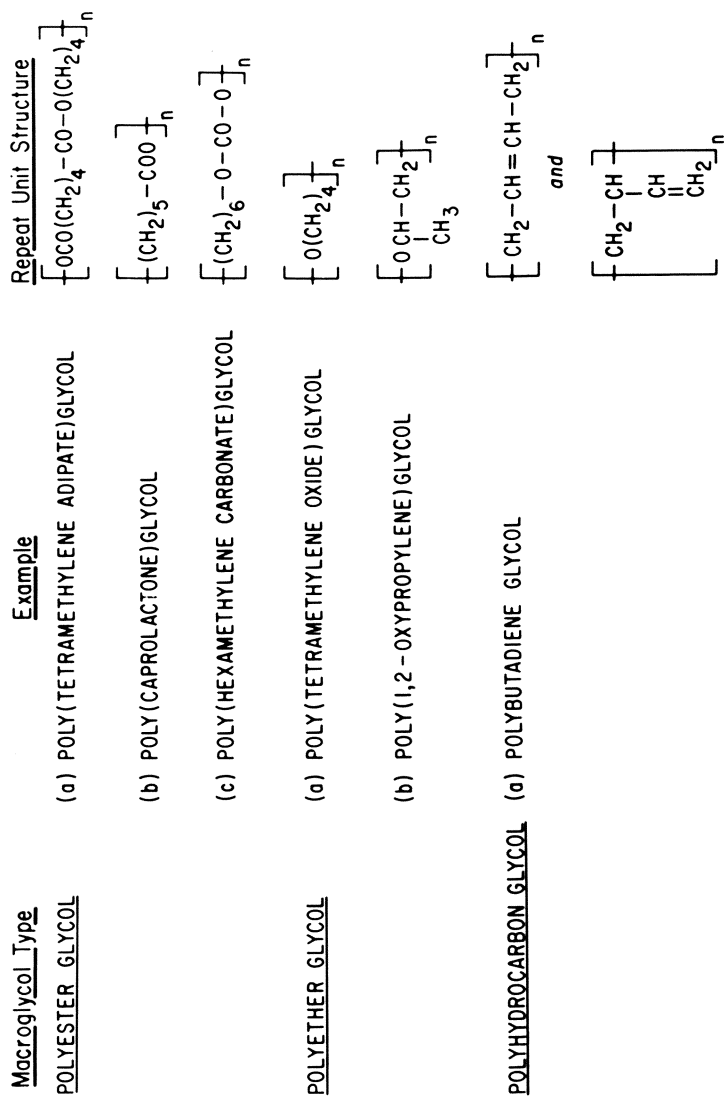 Macroglycol Type Example Repeat Unit Structure
POLYESTER GLYCOL (a) POLY(TETRAMETHYLENE ADIPATE)GLYCOL [OCO(CH2)4-CO-O(CH2)4]n
(b) POLY(CAPROLACTONE)GLYCOL [(CH2)5-COO]n
(c) POLY(HEXAMETHYLENE CARBONATE)GLYCOL [(CH2)6-O-CO-O]n
POLYETHER GLYCOL (a) POLY(TETRAMETHYLENE OXIDE)GLYCOL [O(CH2)4]n
(b) POLY(1,2-OXYPROPYLENE)GLYCOL [OCH-CH2]n
CH3
POLYHYDROCARBON GLYCOL (a) POLYBUTADIENE GLYCOL [CH2-CH=CH-CH2]n
and
[CH2-CH]n
CH
CH2